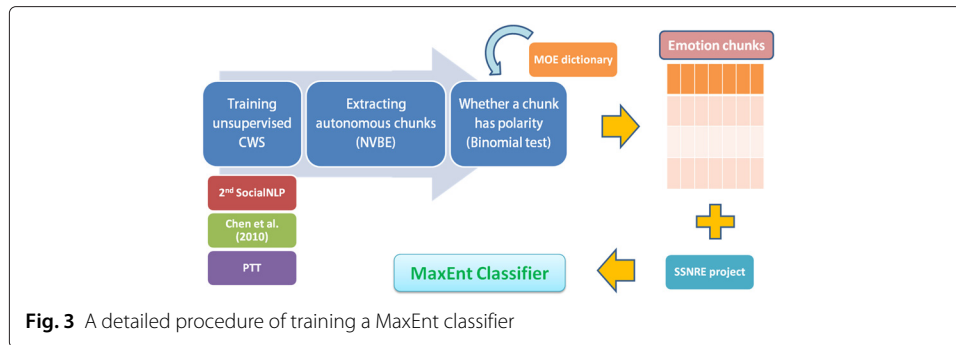 MOE dictionary
Emotion chunks
Training
unsupervised
CWS
Extracting
autonomous chunks
(NVBE)
Whether a chunk
has polarity
(Binomial test)
2nd SocialNLP
Chen et al.
(2010)
PTT
MaxEnt Classifier
SSNRE project
Fig. 3 A detailed procedure of training a MaxEnt classifier